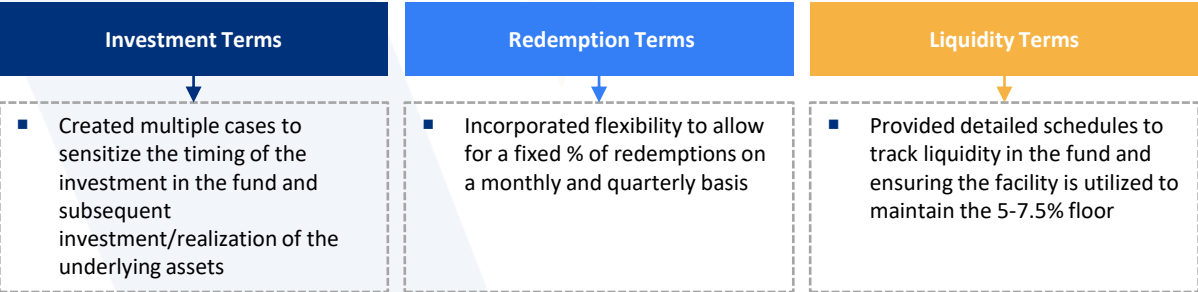 Investment Terms
Redemption Terms
Liquidity Terms
▪ Created multiple cases to
sensitize the timing of the
investment in the fund and
subsequent
investment/realization of the
underlying assets
▪ Incorporated flexibility to allow
for a fixed % of redemptions on
a monthly and quarterly basis
▪ Provided detailed schedules to
track liquidity in the fund and
ensuring the facility is utilized to
maintain the 5-7.5% floor